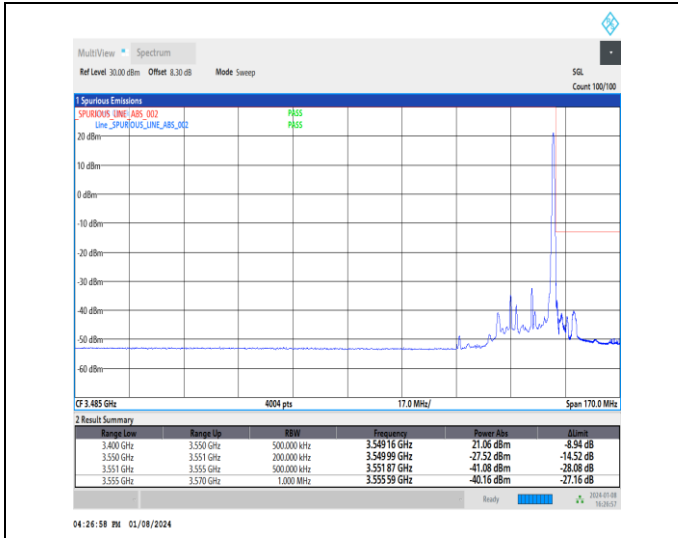 MultiView Spectrum
Ref Level 30.00 dBm Offset 8.30 dB Mode Sweep SGL
Count 100/100
1 Spurious Emissions
SPURIOUS_LINE_ABS_002 PASS
Line _SPURIOUS_LINE_ABS_002 PASS
20 dBm
10 dBm
0 dBm
-10 dBm
-20 dBm
-30 dBm
-40 dBm
-50 dBm
-60 dBm
CF 3.485 GHz 4004 pts 17.0 MHz/ Span 170.0 MHz
2 Result Summary
Range Low Range Up RBW Frequency Power Abs ΔLimit
3.400 GHz 3.550 GHz 500.000 kHz 3.549 16 GHz 21.06 dBm -8.94 dB
3.550 GHz 3.551 GHz 200.000 kHz 3.549 99 GHz -27.52 dBm -14.52 dB
3.551 GHz 3.555 GHz 500.000 kHz 3.551 87 GHz -41.08 dBm -28.08 dB
3.555 GHz 3.570 GHz 1.000 MHz 3.555 59 GHz -40.16 dBm -27.16 dB
Ready 2024-01-08
16:26:57
04:26:58 PM 01/08/2024